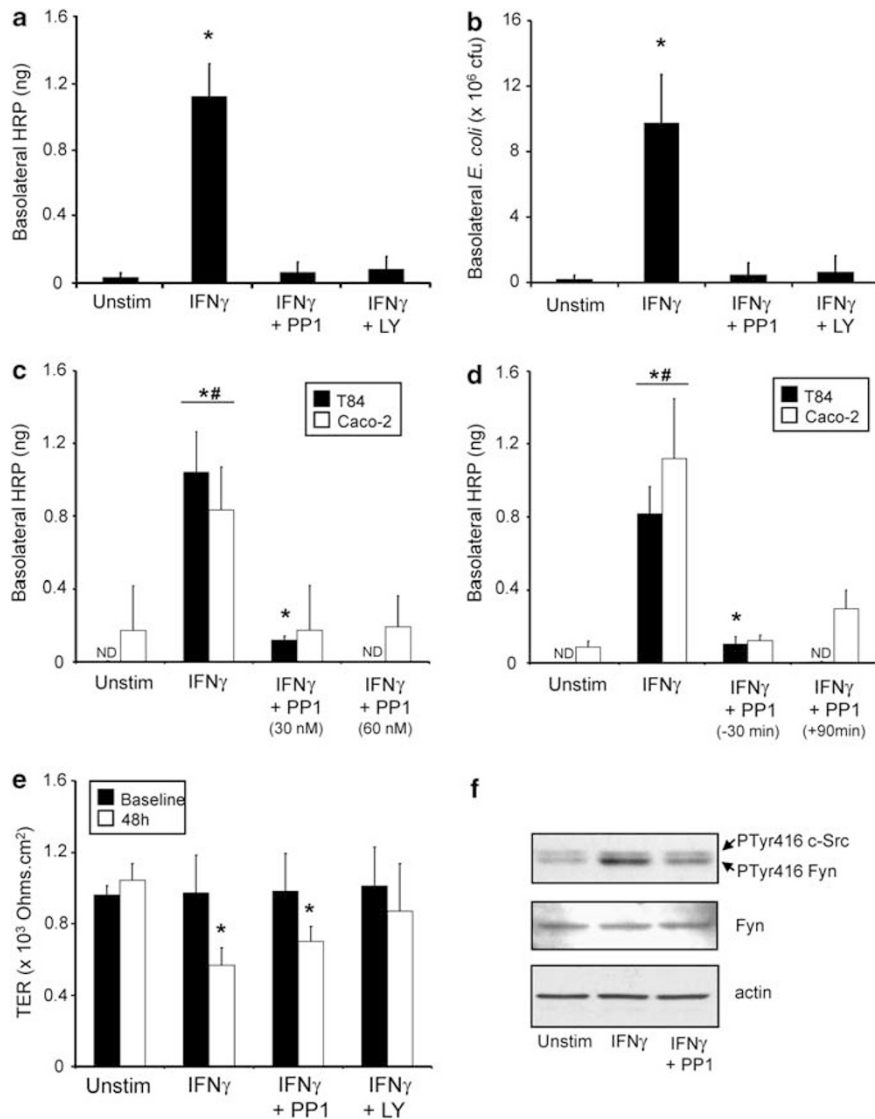 a
Basolateral HRP (ng)
1.6
1.2
0.8
0.4
0
*
Unstim
IFNγ
IFNγ
+ PP1
IFNγ
+ LY
b
Basolateral E. coli (x 10⁶ cfu)
16
12
8
4
0
*
Unstim
IFNγ
IFNγ
+ PP1
IFNγ
+ LY
c
Basolateral HRP (ng)
1.6
1.2
0.8
0.4
0
T84
Caco-2
*#
*
ND
ND
Unstim
IFNγ
IFNγ
+ PP1
(30 nM)
IFNγ
+ PP1
(60 nM)
d
Basolateral HRP (ng)
1.6
1.2
0.8
0.4
0
T84
Caco-2
*#
*
ND
ND
Unstim
IFNγ
IFNγ
+ PP1
(-30 min)
IFNγ
+ PP1
(+90min)
e
TER (x 10³ Ohms.cm²)
1.6
1.2
0.8
0.4
0
Baseline
48h
*
*
Unstim
IFNγ
IFNγ
+ PP1
IFNγ
+ LY
f
PTyr416 c-Src
PTyr416 Fyn
Fyn
actin
Unstim
IFNγ
IFNγ
+ PP1